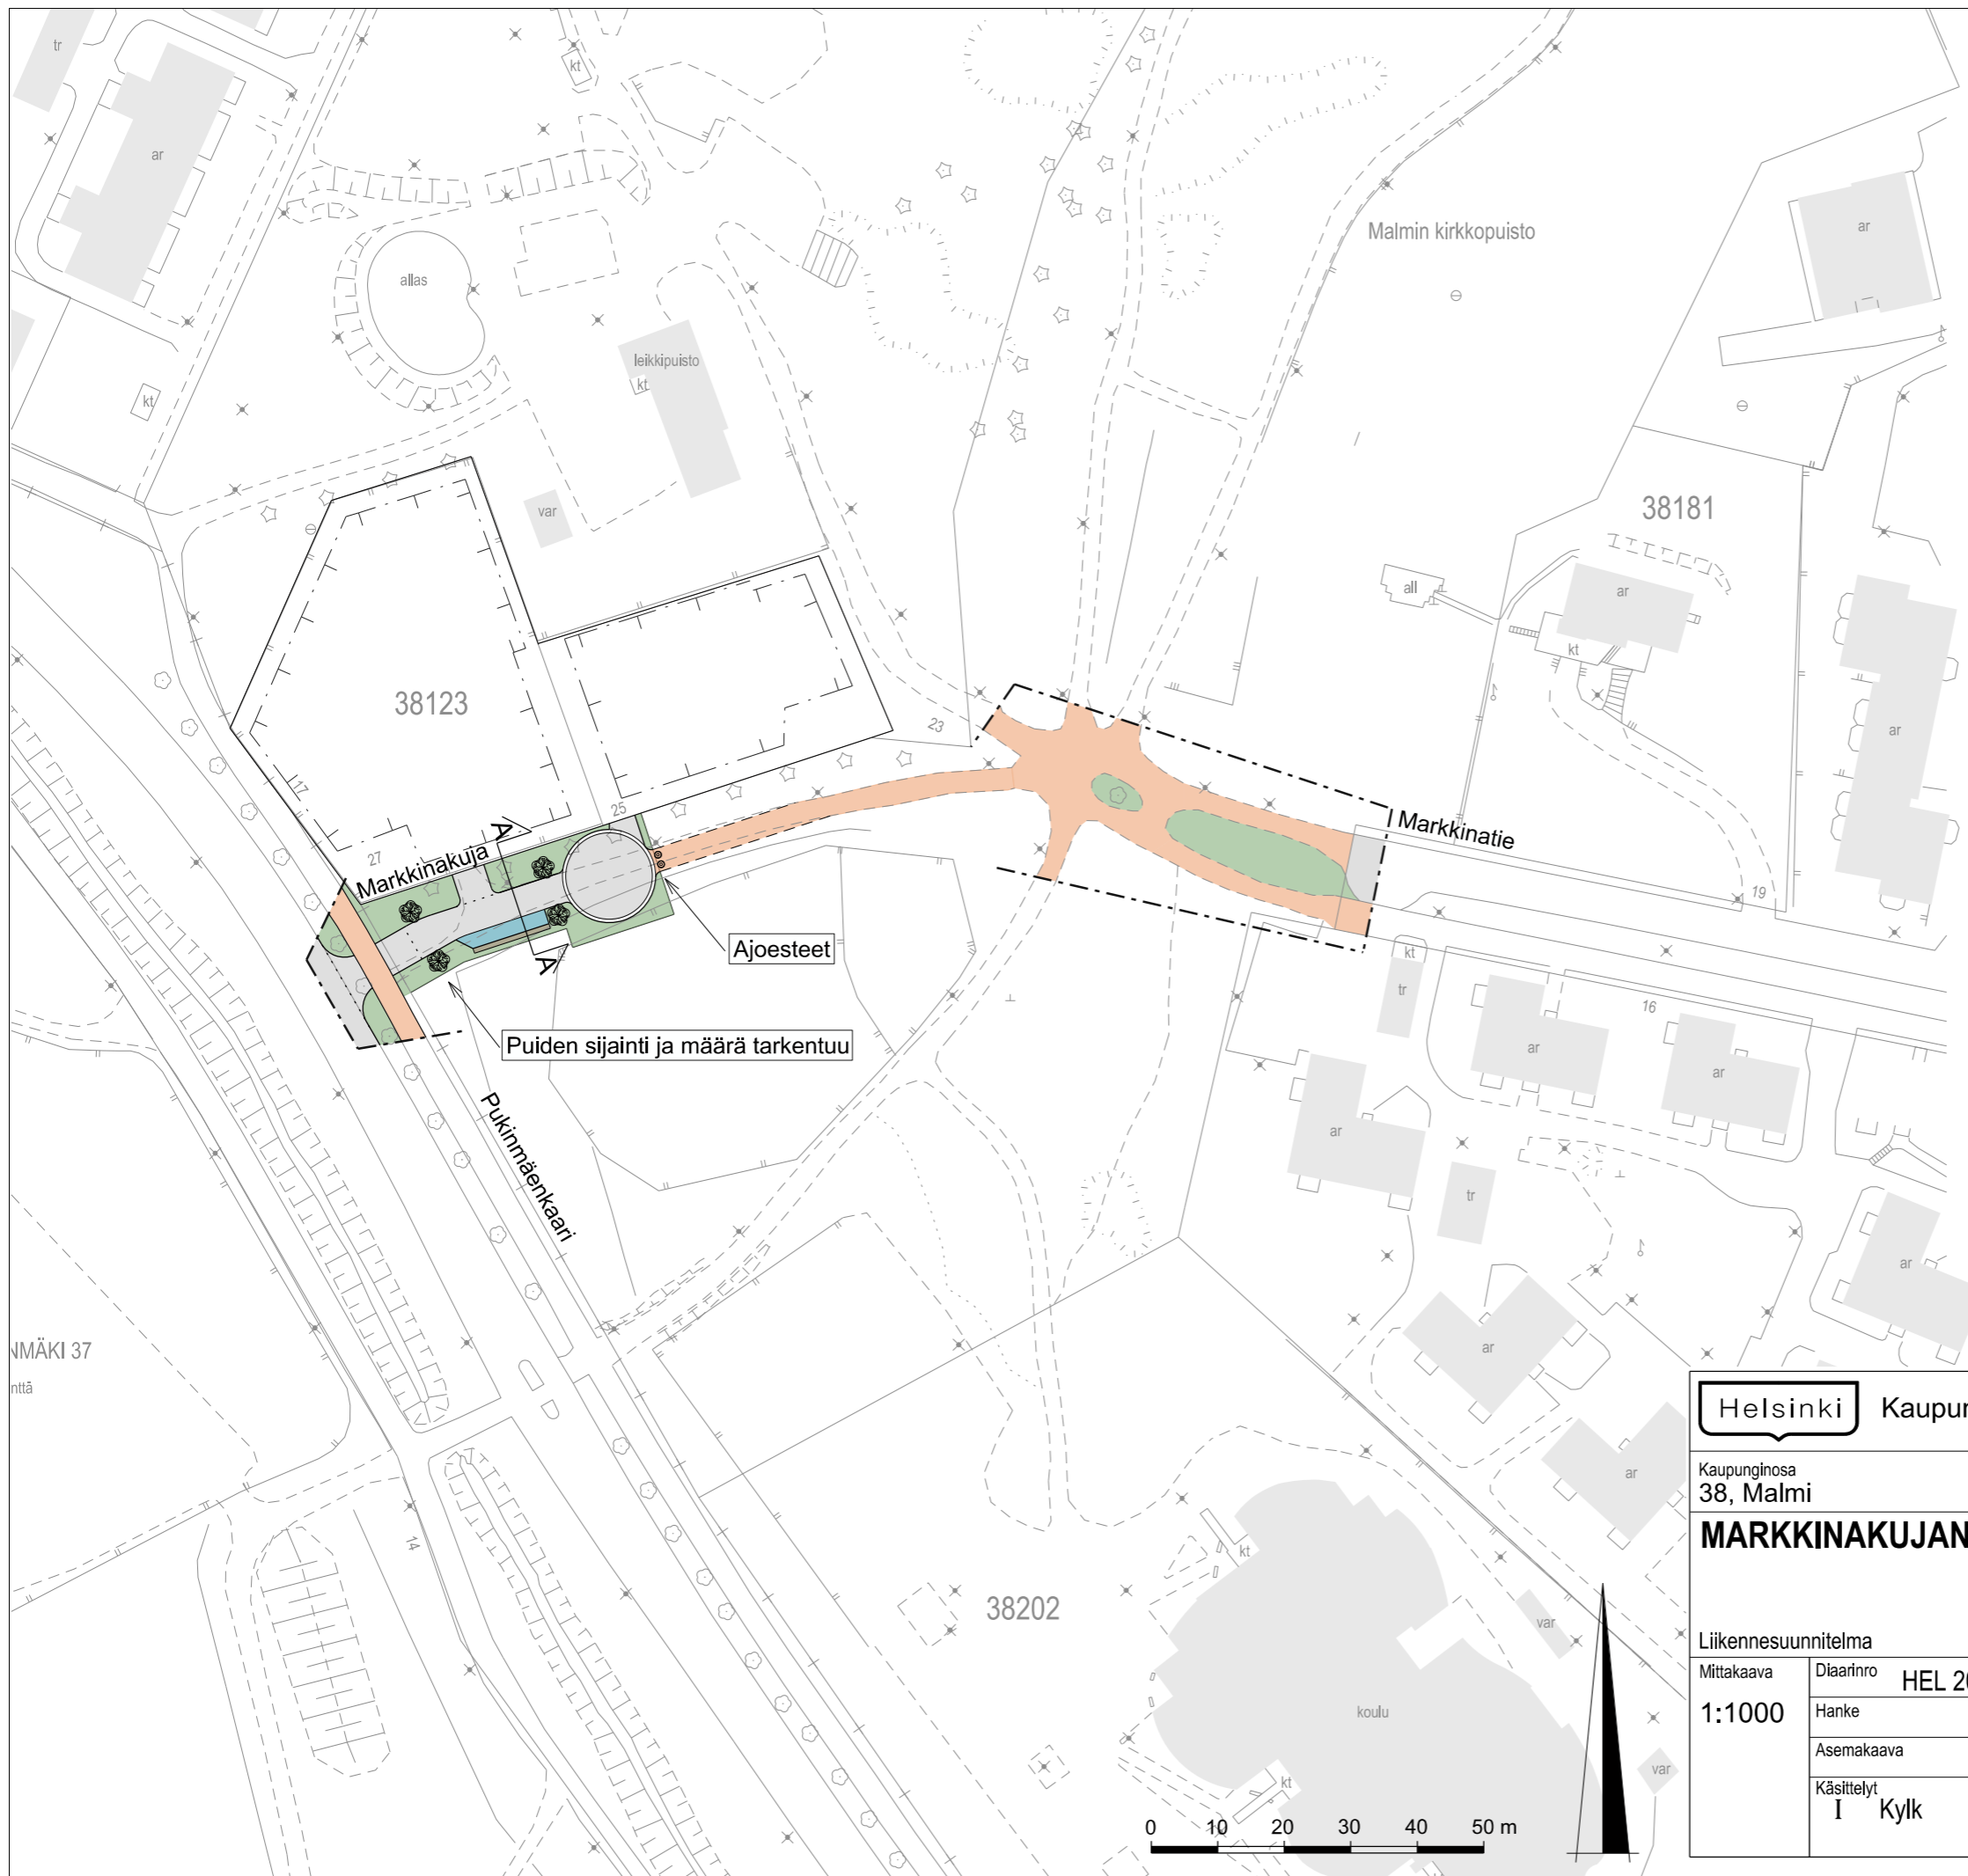 tr
kt
ar
allas
leikkipuisto
kt
kt
var
Malmin kirkkopuisto
ar
38181
all
ar
kt
ar
38123
17
23
25
27
Markkinakuja
A
A
Ajoesteet
Puiden sijainti ja määrä tarkentuu
Pukinmäenkaari
Markkinatie
19
kt
tr
16
ar
ar
ar
tr
ar
ar
ar
NMÄKI 37
nttä
14
38202
kt
var
koulu
kt
var
0 10 20 30 40 50 m
Helsinki Kaupun
Kaupunginosa
38, Malmi
MARKKINAKUJAN
Liikennesuunnitelma
Mittakaava
1:1000
Diaarinro HEL 20
Hanke
Asemakaava
Käsittelyt
I Kylk